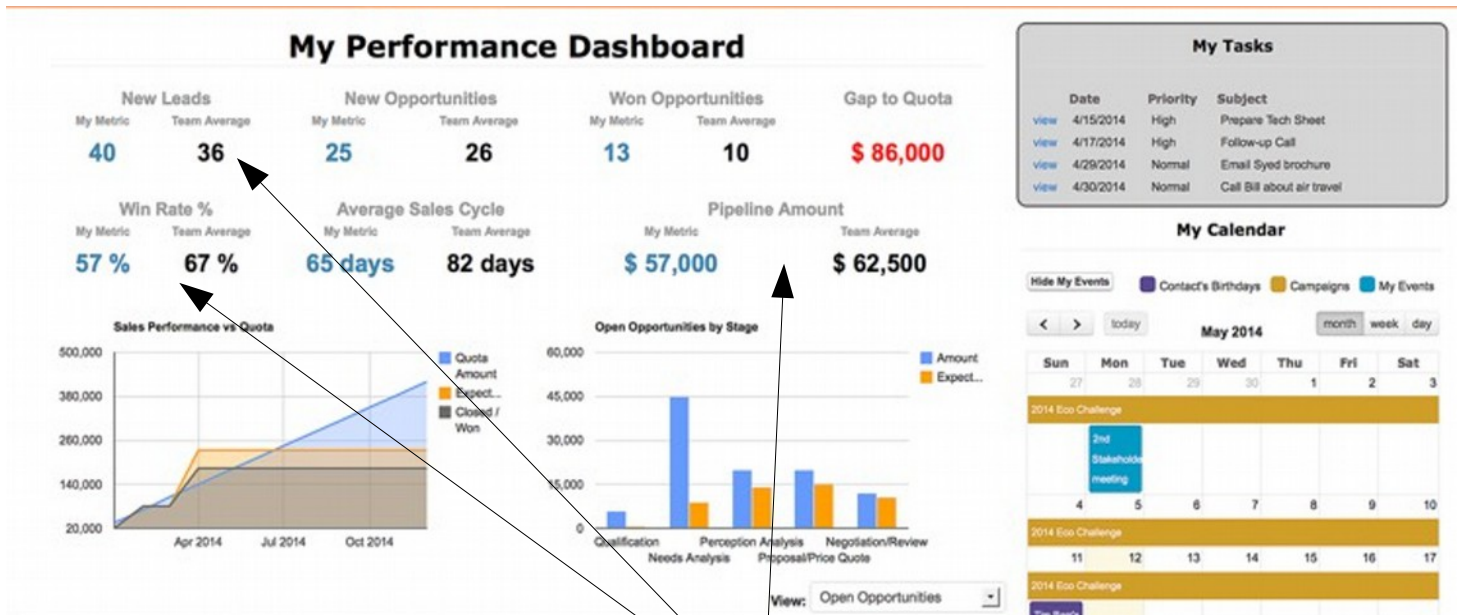 My Performance Dashboard
New Leads New Opportunities Won Opportunities Gap to Quota
My Metric Team Average My Metric Team Average My Metric Team Average
40 36 25 26 13 10 $ 86,000
Win Rate % Average Sales Cycle Pipeline Amount
My Metric Team Average My Metric Team Average My Metric Team Average
57 % 67 % 65 days 82 days $ 57,000 $ 62,500
Sales Performance vs Quota
500,000
380,000
260,000
140,000
20,000
Apr 2014 Jul 2014 Oct 2014
Quota
Amount
Expect...
Closed /
Won
Open Opportunities by Stage
60,000
45,000
30,000
15,000
0
Qualification Perception Analysis Negotiation/Review
Needs Analysis Proposal/Price Quote
Amount
Expect...
View: Open Opportunities
My Tasks
Date Priority Subject
view 4/15/2014 High Prepare Tech Sheet
view 4/17/2014 High Follow-up Call
view 4/29/2014 Normal Email Syed brochure
view 4/30/2014 Normal Call Bill about air travel
My Calendar
Hide My Events Contact's Birthdays Campaigns My Events
< > today May 2014 month week day
Sun Mon Tue Wed Thu Fri Sat
27 28 29 30 1 2 3
2014 Eco Challenge
2nd
Stakeholde
meeting
4 5 6 7 8 9 10
2014 Eco Challenge
11 12 13 14 15 16 17
2014 Eco Challenge